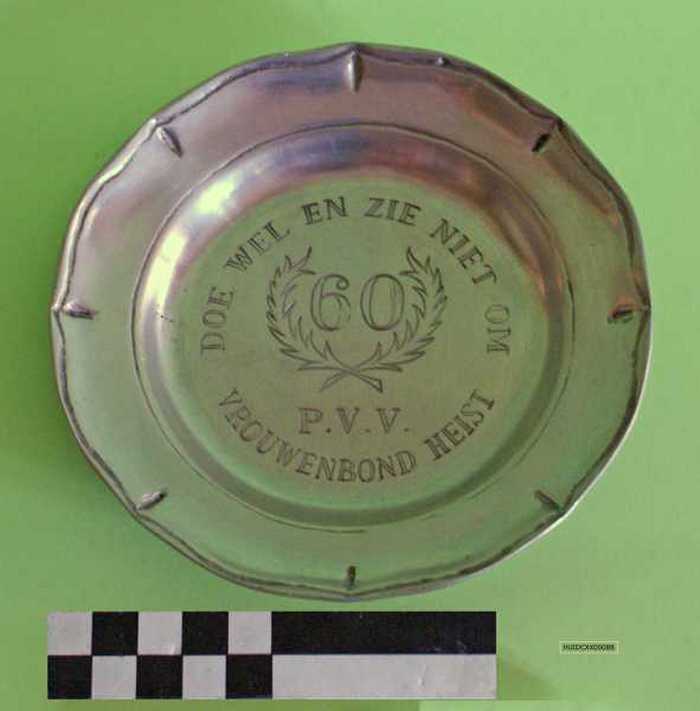 DOE WEL EN ZIE NIET OM
60
P.V.V.
VROUWENBOND HEIST